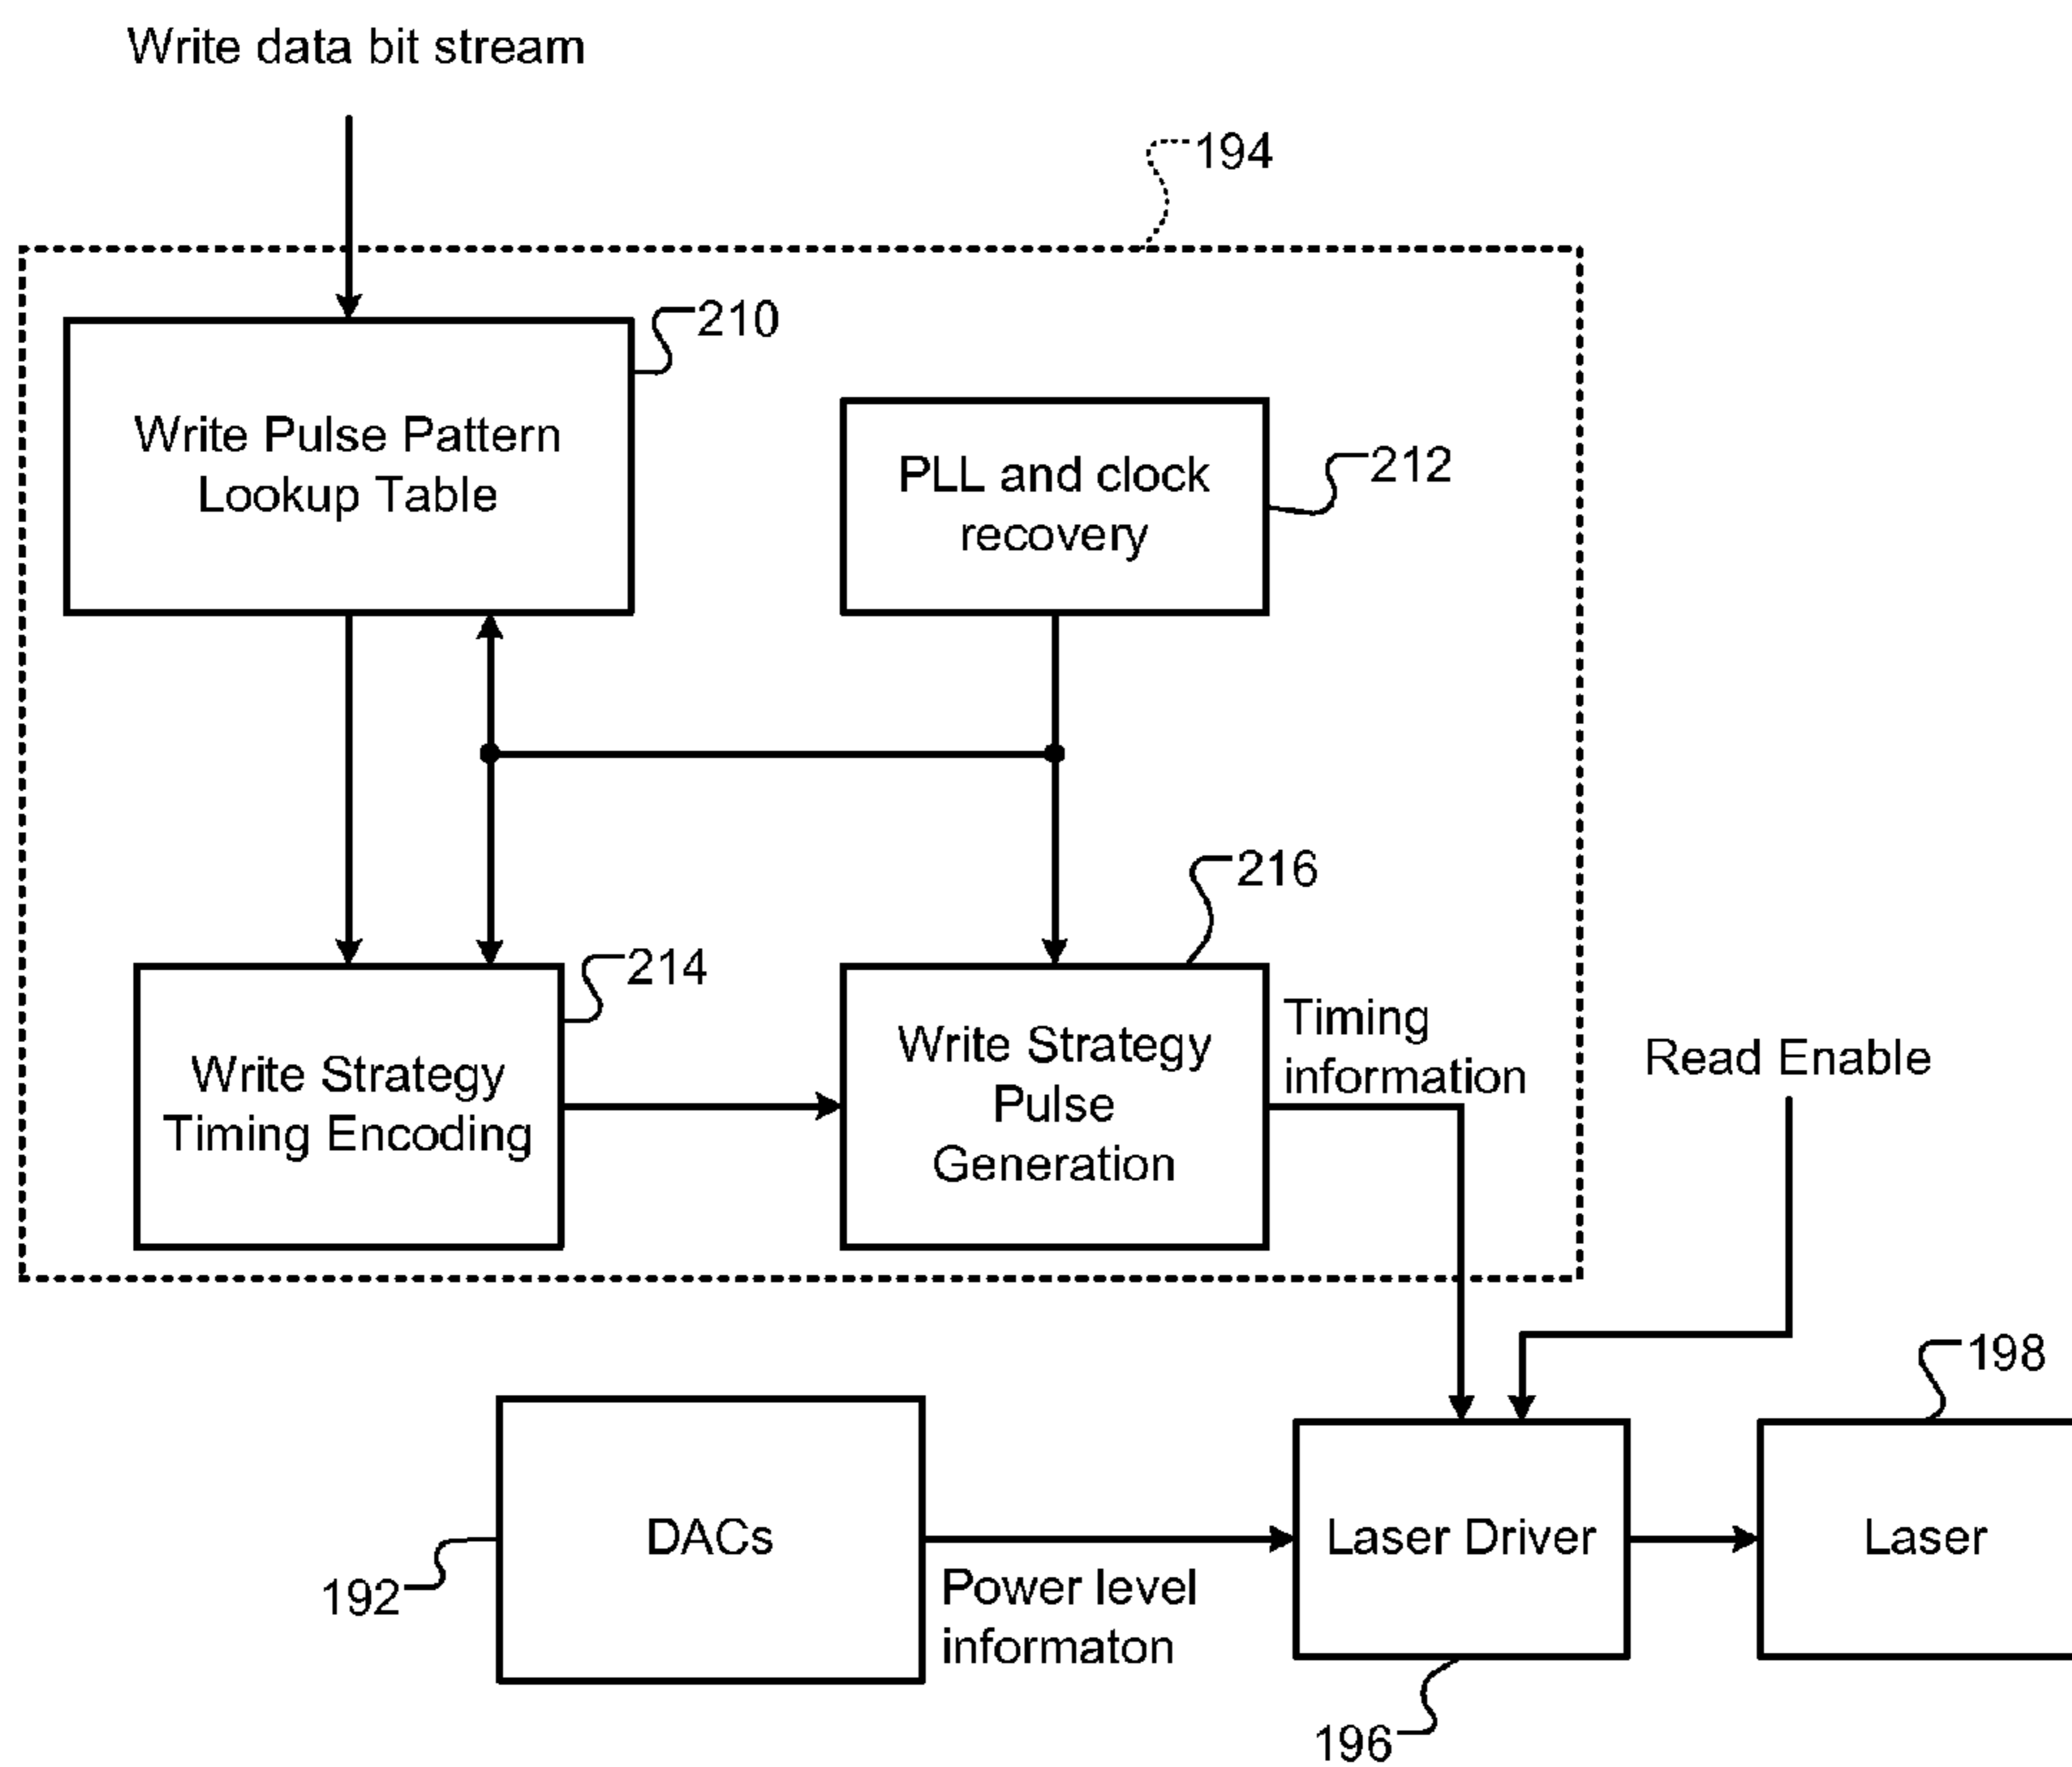 Write data bit stream
194
210
Write Pulse Pattern
Lookup Table
PLL and clock
recovery
212
216
214
Write Strategy
Timing Encoding
Write Strategy
Pulse
Generation
Timing
information
Read Enable
198
DACs
192
Power level
informaton
Laser Driver
196
Laser